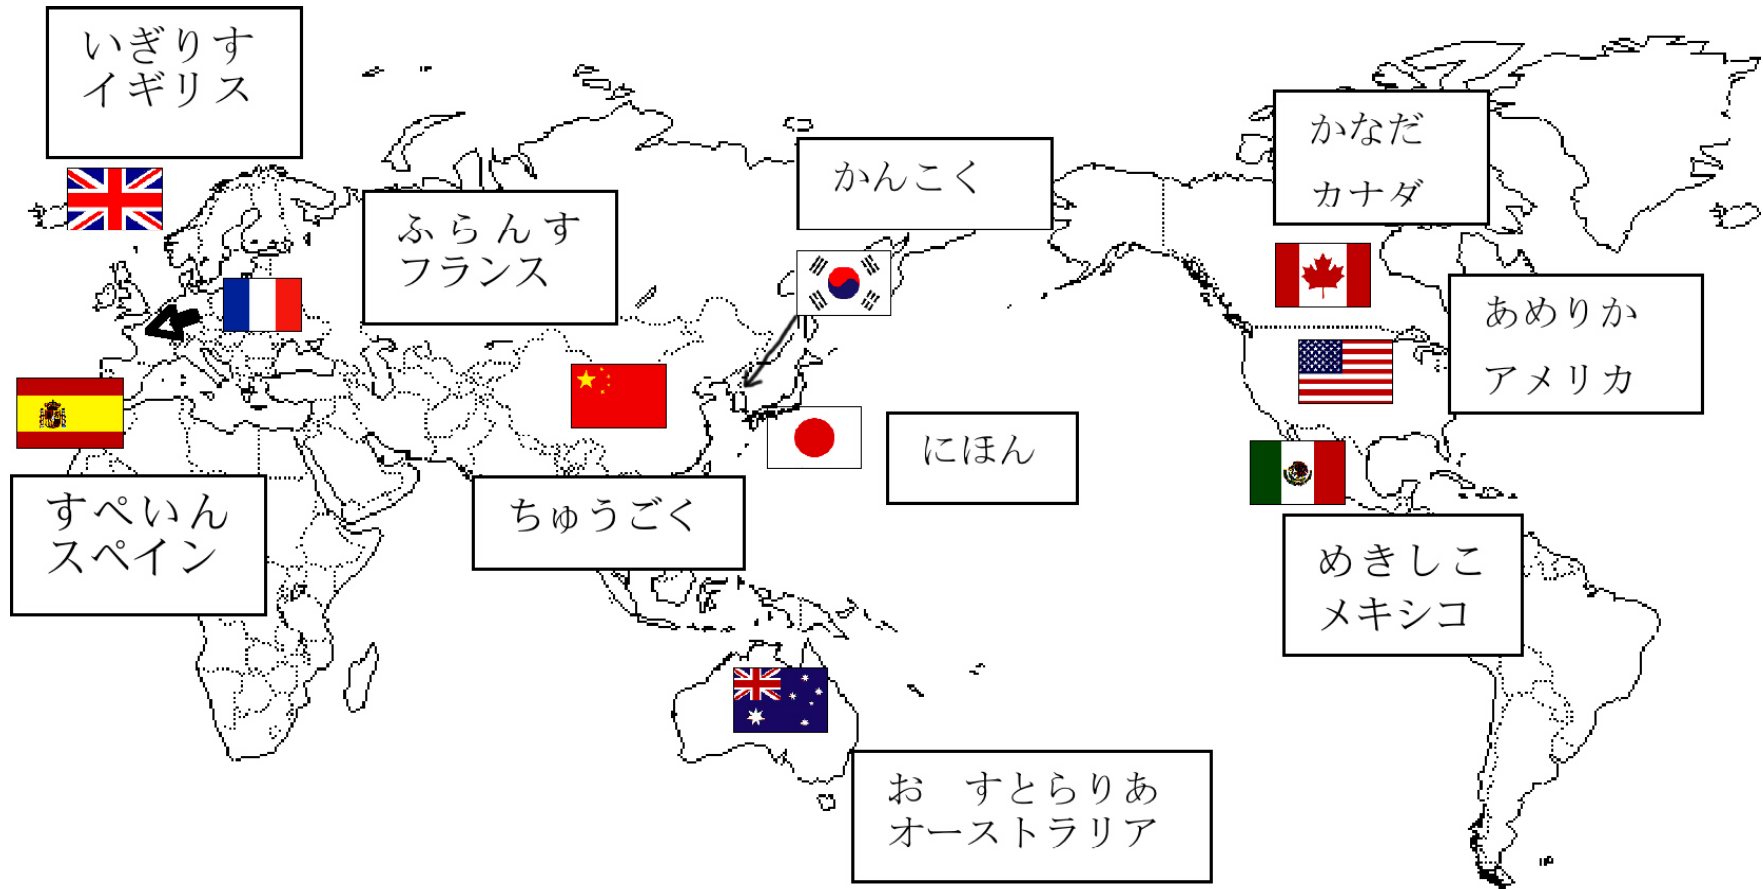 いぎりす
イギリス
ふらんす
フランス
かんこく
かなだ
カナダ
あめりか
アメリカ
にほん
すぺいん
スペイン
ちゅうごく
めきしこ
メキシコ
お　すとらりあ
オーストラリア